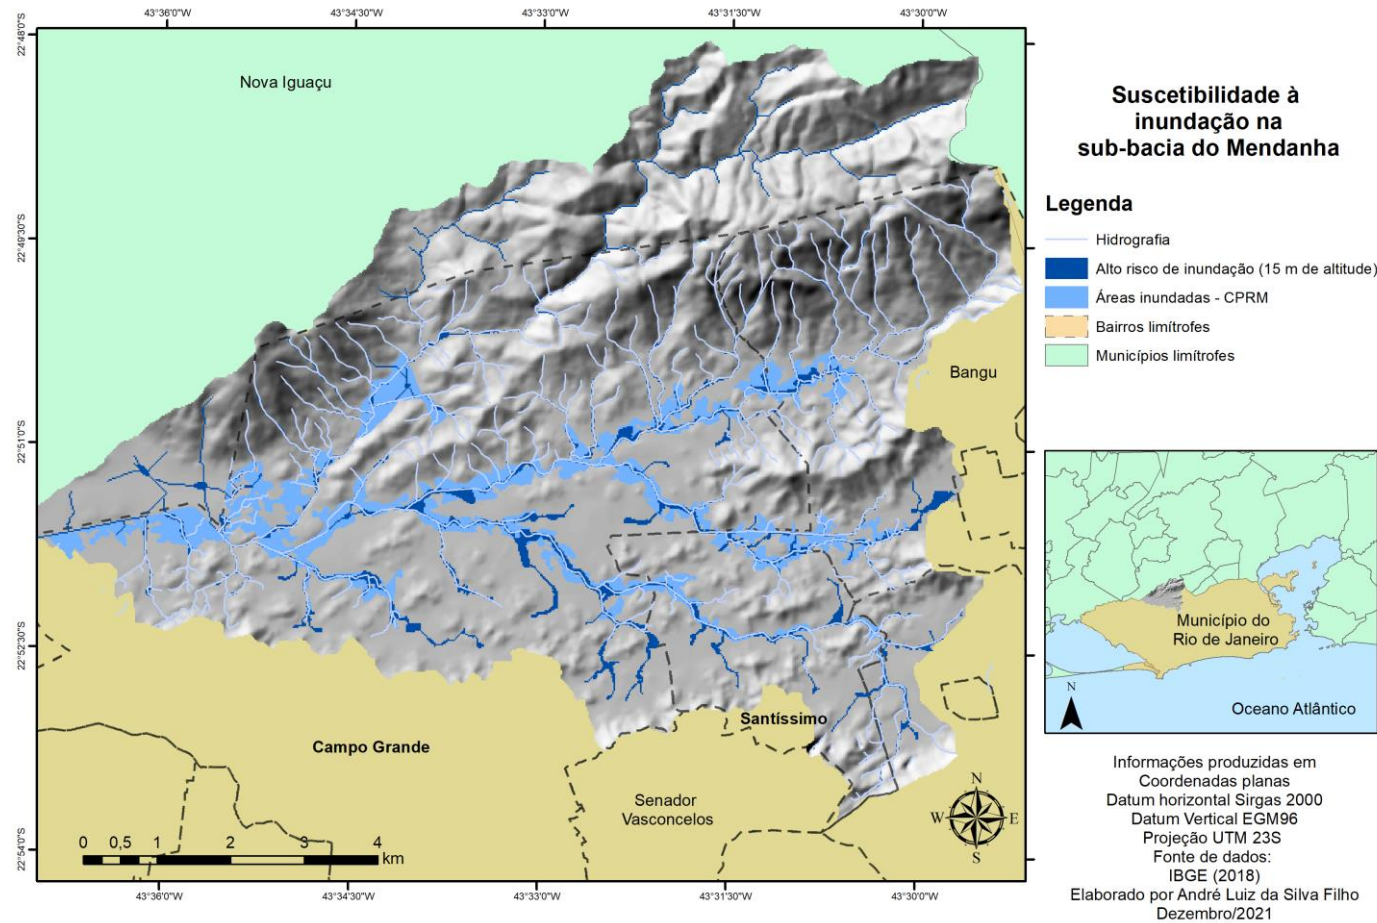 43°36'0"W
43°34'30"W
43°33'0"W
43°31'30"W
43°30'0"W
22°48'0"S
22°49'30"S
22°51'0"S
22°52'30"S
22°54'0"S
Nova Iguaçu
Bangu
Santíssimo
Campo Grande
Senador
Vasconcelos
N
W
E
S
0 0,5 1 2 3 4
km
43°36'0"W
43°34'30"W
43°33'0"W
43°31'30"W
43°30'0"W
Suscetibilidade à
inundação na
sub-bacia do Mendanha
Legenda
Hidrografia
Alto risco de inundação (15 m de altitude)
Áreas inundadas - CPRM
Bairros limítrofes
Municípios limítrofes
Município do
Rio de Janeiro
N
Oceano Atlântico
Informações produzidas em
Coordenadas planas
Datum horizontal Sirgas 2000
Datum Vertical EGM96
Projeção UTM 23S
Fonte de dados:
IBGE (2018)
Elaborado por André Luiz da Silva Filho
Dezembro/2021